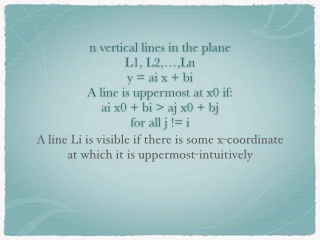 n vertical lines in the plane
L1, L2,…,Ln
y = ai x + bi
A line is uppermost at x0 if:
ai x0 + bi > aj x0 + bj
for all j != i
A line Li is visible if there is some x-coordinate
at which it is uppermost-intuitively